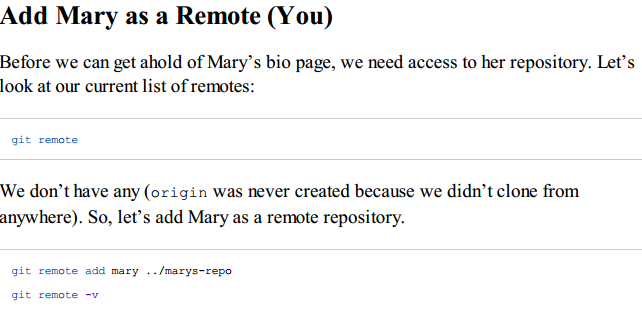 Add Mary as a Remote (You)
Before we can get ahold of Mary’s bio page, we need access to her repository. Let’s
look at our current list of remotes:
git remote
We don’t have any (origin was never created because we didn’t clone from
anywhere). So, let’s add Mary as a remote repository.
git remote add mary ../marys-repo
git remote -v